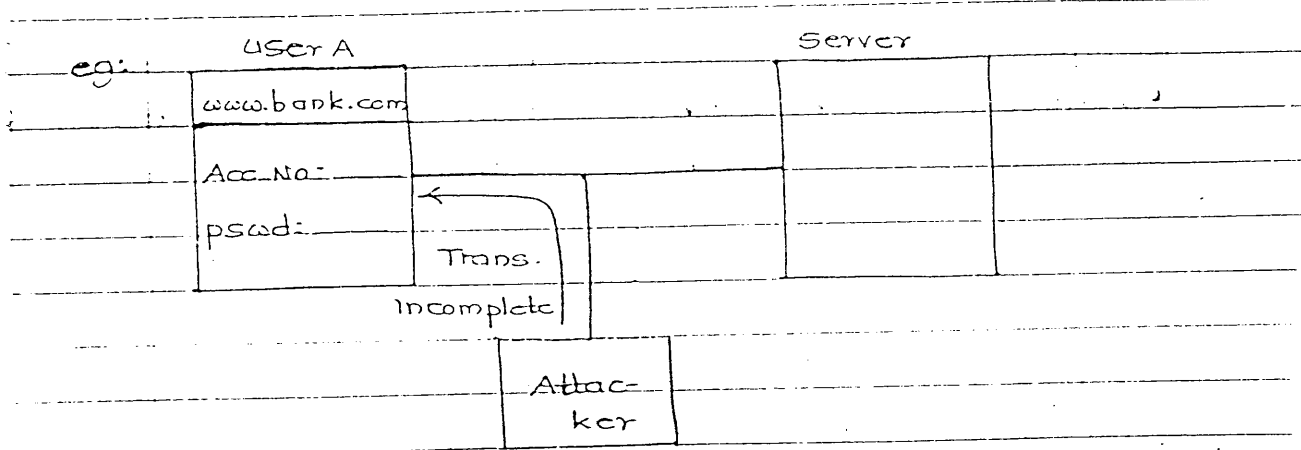 User A
Server
eg:
www.bank.com
Acc_No:
pswd:
Trans.
Incomplete
Attac-
ker